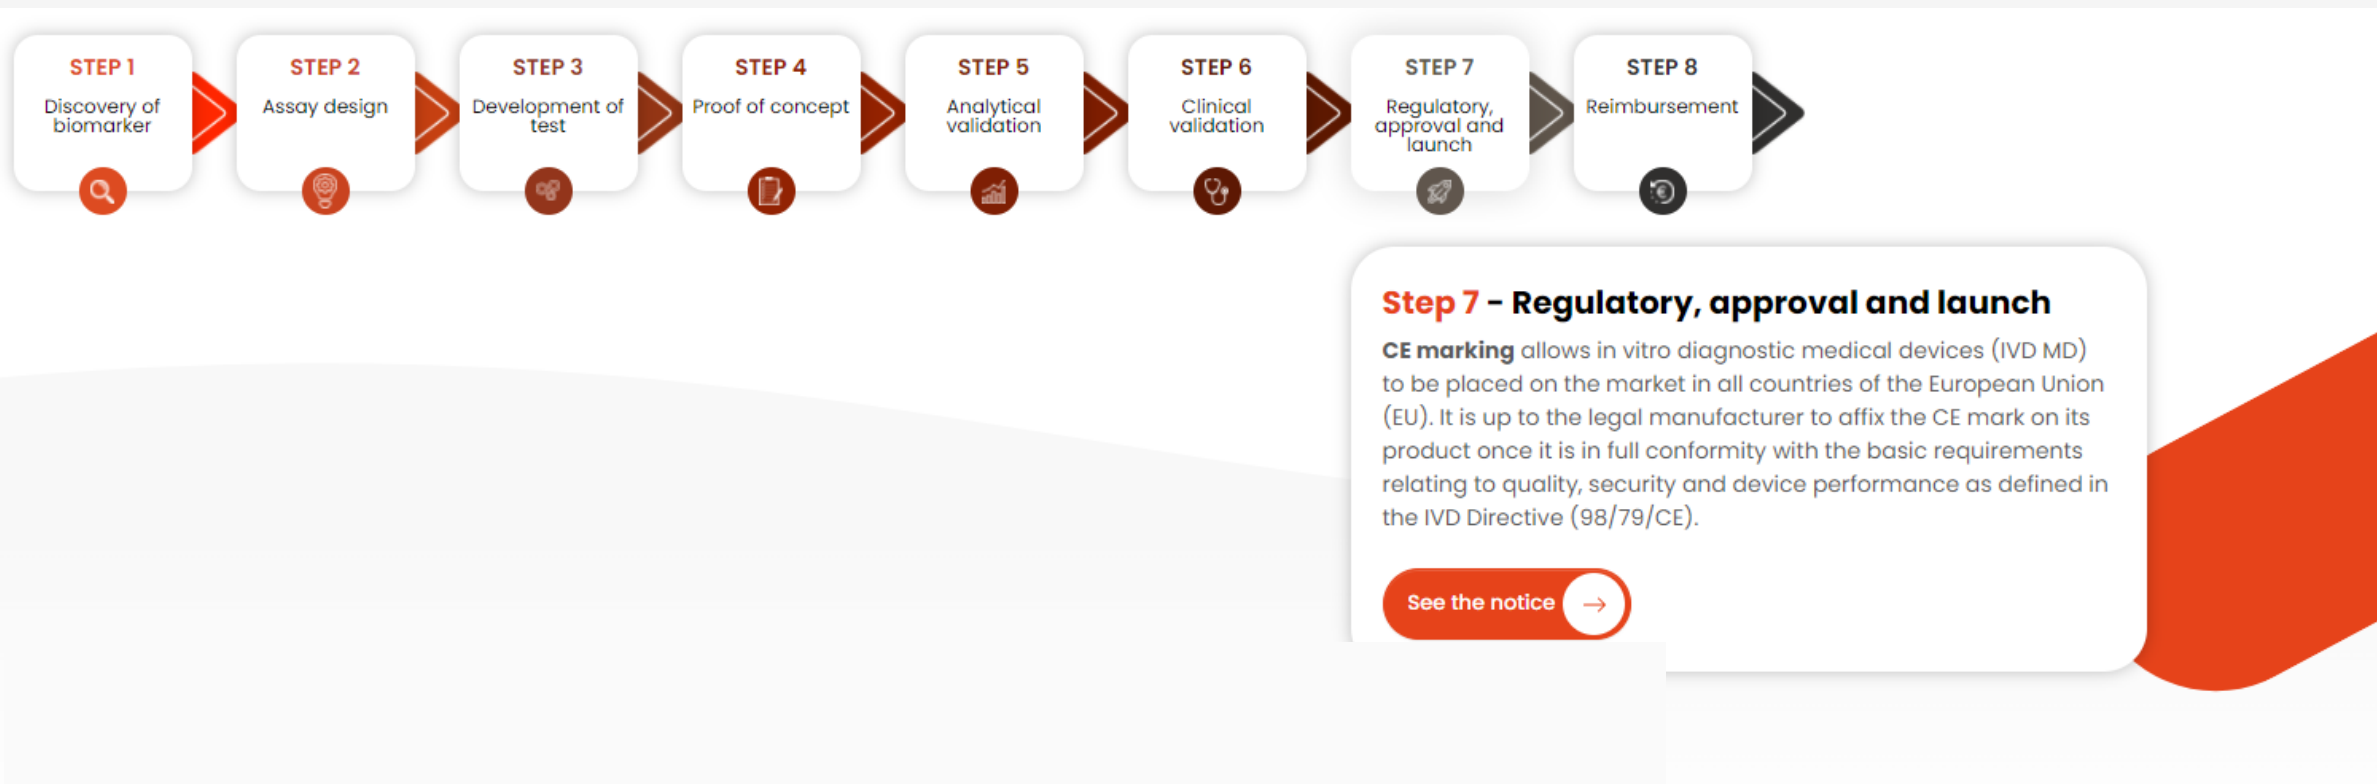 STEP 1
Discovery of
biomarker
STEP 2
Assay design
STEP 3
Development of
test
STEP 4
Proof of concept
STEP 5
Analytical
validation
STEP 6
Clinical
validation
STEP 7
Regulatory,
approval and
launch
STEP 8
Reimbursement
Step 7 - Regulatory, approval and launch
CE marking allows in vitro diagnostic medical devices (IVD MD)
to be placed on the market in all countries of the European Union
(EU). It is up to the legal manufacturer to affix the CE mark on its
product once it is in full conformity with the basic requirements
relating to quality, security and device performance as defined in
the IVD Directive (98/79/CE).
See the notice